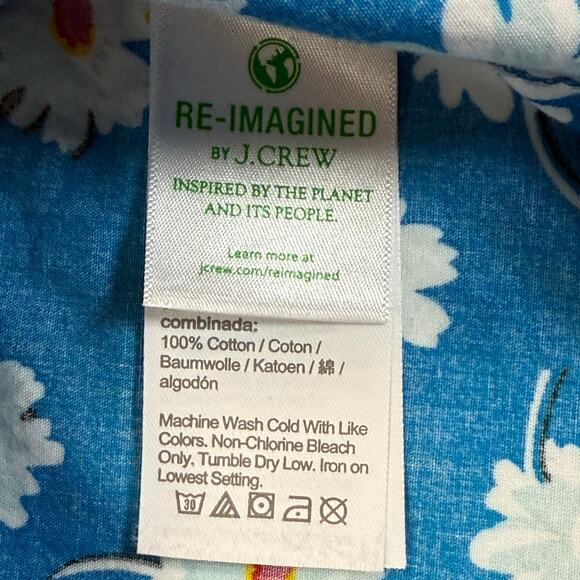 RE-IMAGINED
BY J.CREW
INSPIRED BY THE PLANET
AND ITS PEOPLE.
Learn more at
jcrew.com/reimagined
combinada:
100% Cotton / Coton /
Baumwolle / Katoen / 綿 /
algodón
Machine Wash Cold With Like
Colors. Non-Chlorine Bleach
Only. Tumble Dry Low. Iron on
Lowest Setting.
30